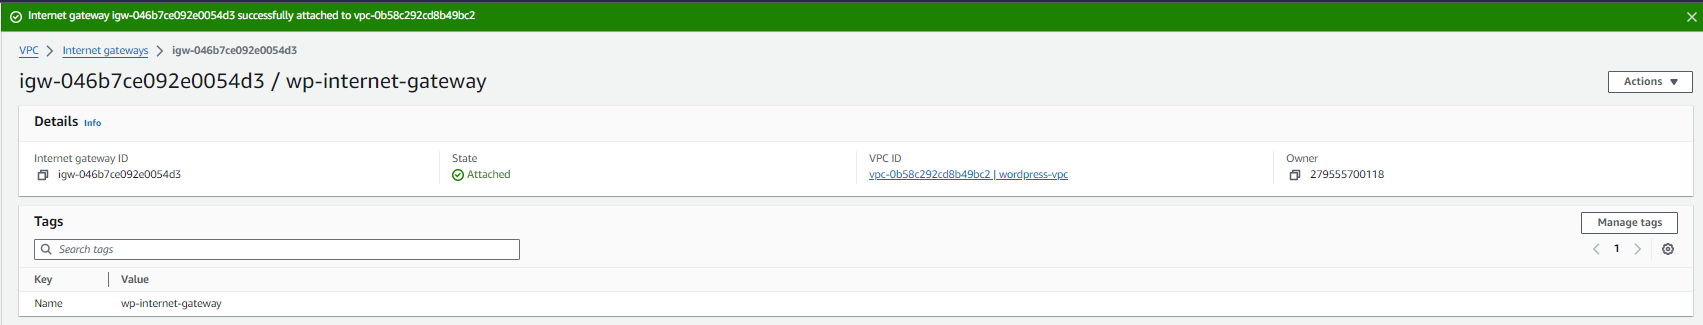 Internet gateway igw-046b7ce092e0054d3 successfully attached to vpc-0b58c292cd8b49bc2
VPC > Internet gateways > igw-046b7ce092e0054d3
igw-046b7ce092e0054d3 / wp-internet-gateway
Actions
Details Info
Internet gateway ID State VPC ID Owner
igw-046b7ce092e0054d3 Attached vpc-0b58c292cd8b49bc2 | wordpress-vpc 279555700118
Tags
Manage tags
Search tags
1
Key Value
Name wp-internet-gateway